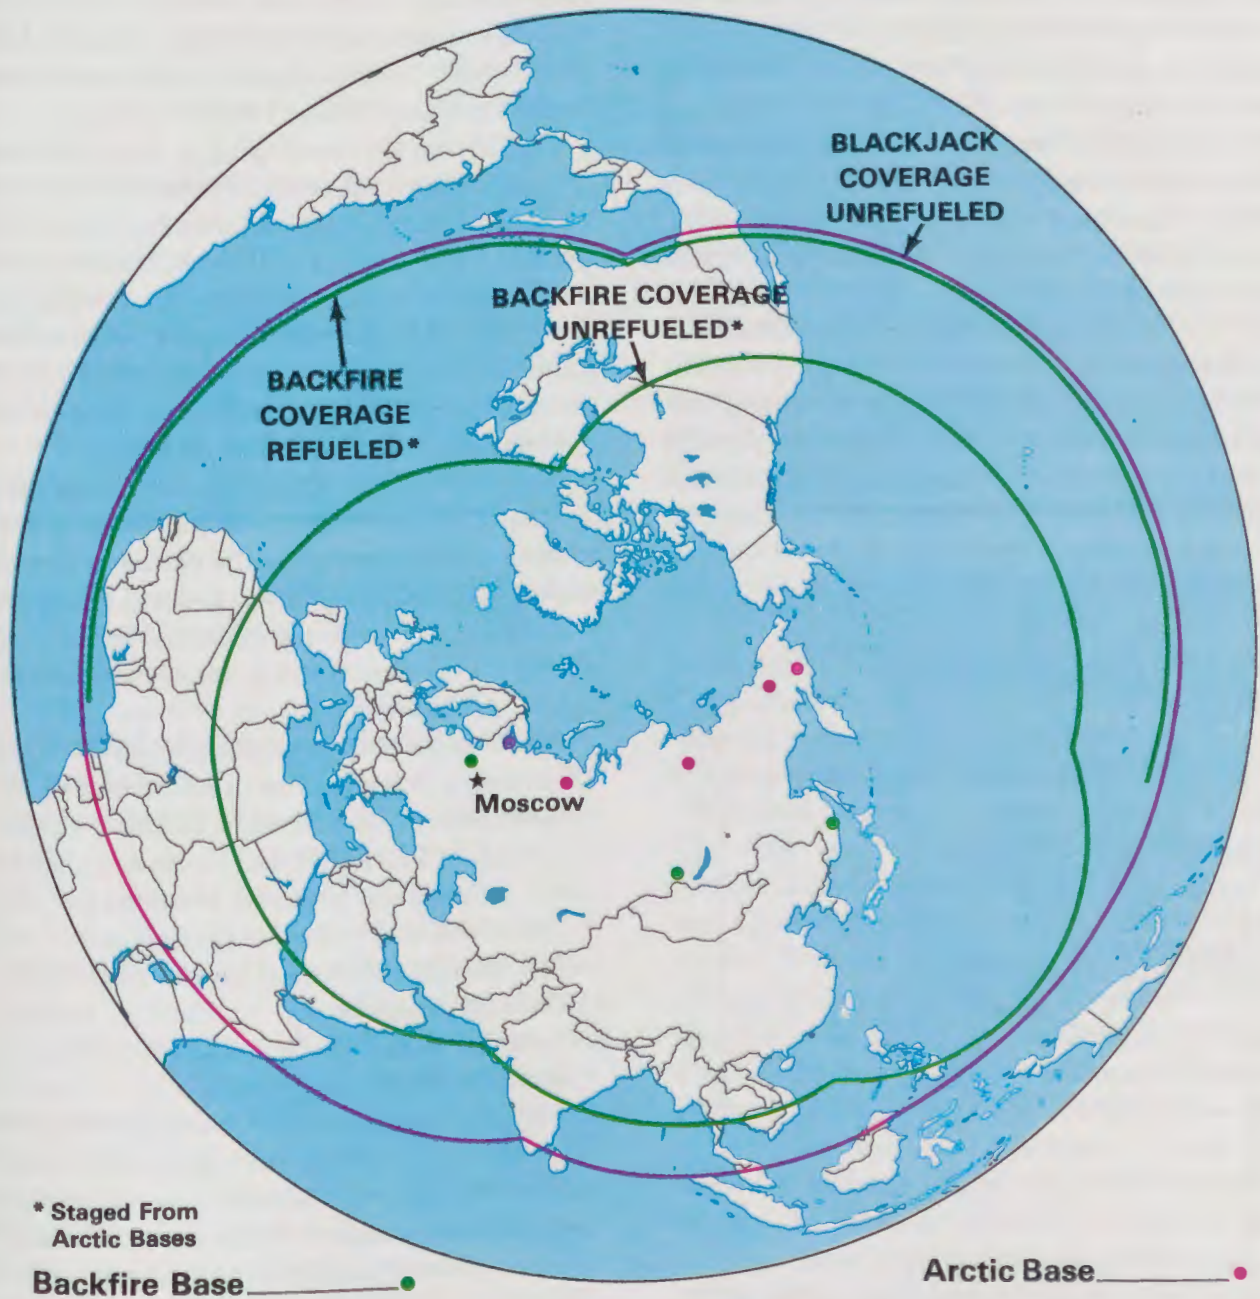 BLACKJACK
COVERAGE
UNREFUELED
BACKFIRE COVERAGE
UNREFUELED*
BACKFIRE
COVERAGE
REFUELED*
Moscow
* Staged From
Arctic Bases
Backfire Base
Arctic Base